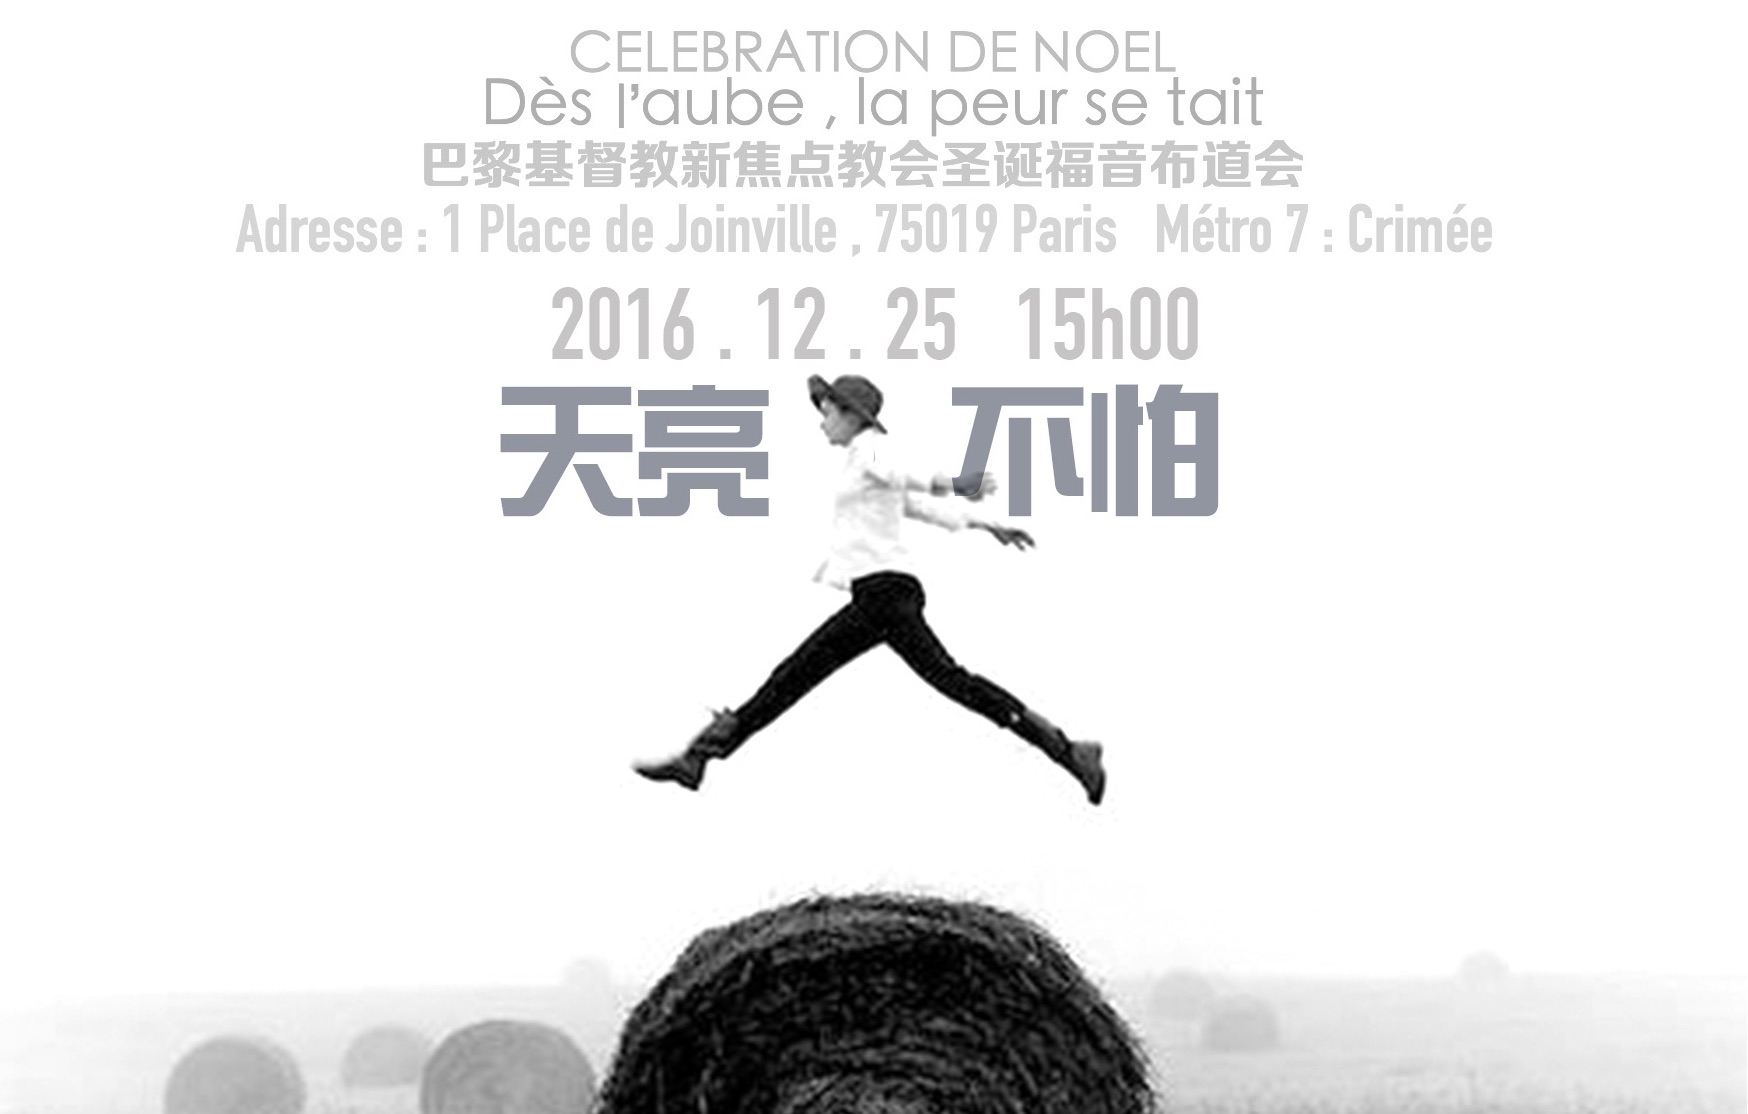 CELEBRATION DE NOEL
Dès l'aube , la peur se tait
巴黎基督教新焦点教会圣诞福音布道会
Adresse : 1 Place de Joinville , 75019 Paris Métro 7 : Crimée
2016 . 12 . 25 15h00
天亮 不怕